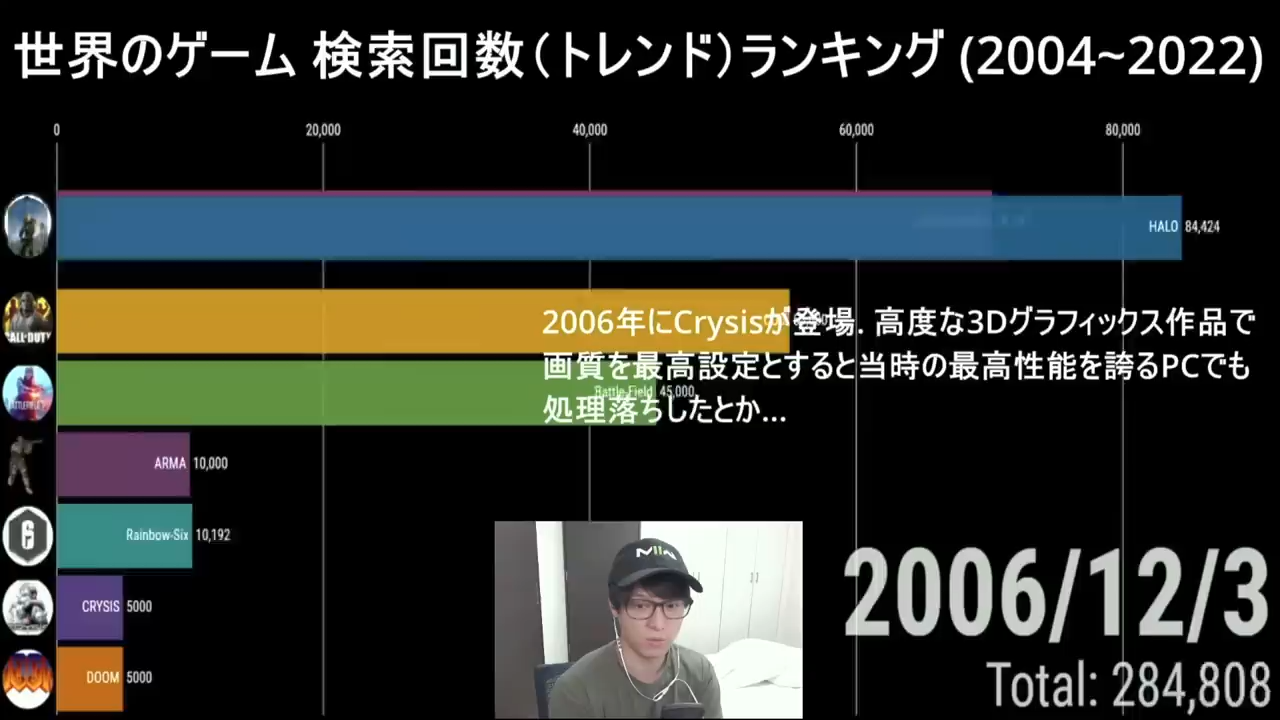 世界のゲーム 検索回数（トレンド）ランキング (2004~2022)
0 20,000 40,000 60,000 80,000
HALO 84,424
2006年にCrysisが登場. 高度な3Dグラフィックス作品で
画質を最高設定とすると当時の最高性能を誇るPCでも
処理落ちしたとか...
CALL-DUTY
Battle-Field 45,000
ARMA 10,000
Rainbow-Six 10,192
6
CRYSIS 5000
DOOM 5000
MIIW
2006/12/3
Total: 284,808